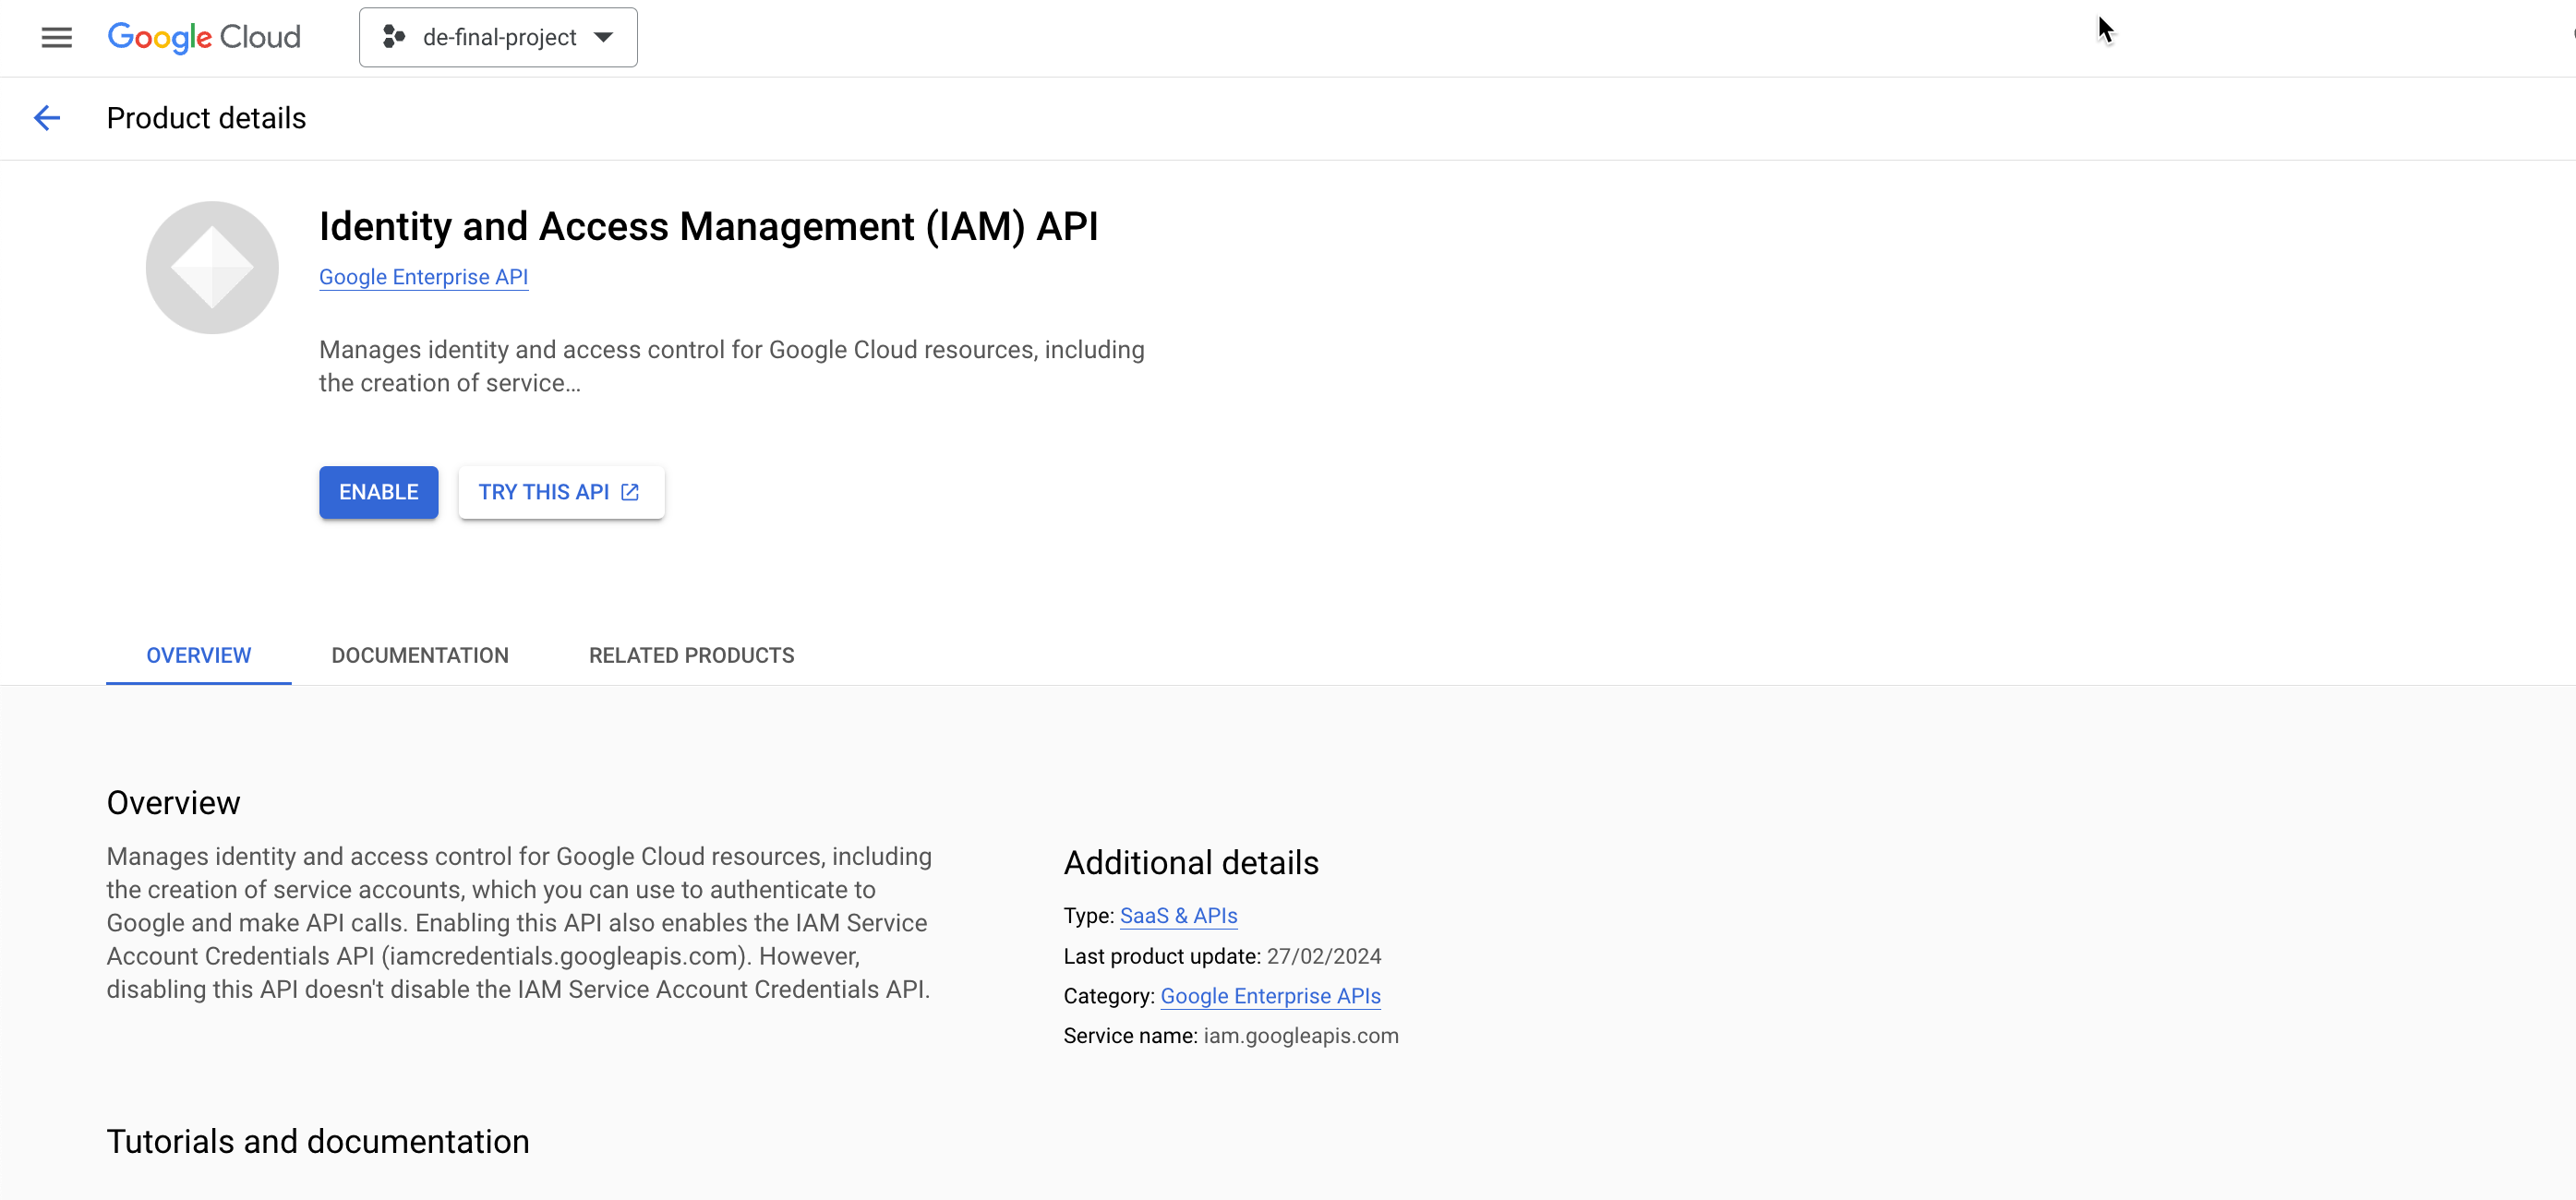 Google Cloud
de-final-project
Product details
Identity and Access Management (IAM) API
Google Enterprise API
Manages identity and access control for Google Cloud resources, including
the creation of service...
ENABLE
TRY THIS API
OVERVIEW
DOCUMENTATION
RELATED PRODUCTS
Overview
Manages identity and access control for Google Cloud resources, including
the creation of service accounts, which you can use to authenticate to
Google and make API calls. Enabling this API also enables the IAM Service
Account Credentials API (iamcredentials.googleapis.com). However,
disabling this API doesn't disable the IAM Service Account Credentials API.
Additional details
Type: SaaS & APIs
Last product update: 27/02/2024
Category: Google Enterprise APIs
Service name: iam.googleapis.com
Tutorials and documentation